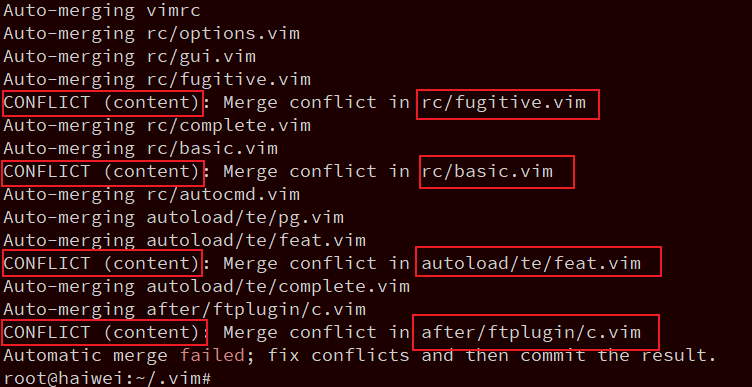 Auto-merging vimrc
Auto-merging rc/options.vim
Auto-merging rc/gui.vim
Auto-merging rc/fugitive.vim
CONFLICT (content): Merge conflict in rc/fugitive.vim
Auto-merging rc/complete.vim
Auto-merging rc/basic.vim
CONFLICT (content): Merge conflict in rc/basic.vim
Auto-merging rc/autocmd.vim
Auto-merging autoload/te/pg.vim
Auto-merging autoload/te/feat.vim
CONFLICT (content): Merge conflict in autoload/te/feat.vim
Auto-merging autoload/te/complete.vim
Auto-merging after/ftplugin/c.vim
CONFLICT (content): Merge conflict in after/ftplugin/c.vim
Automatic merge failed; fix conflicts and then commit the result.
root@haiwei:~/.vim#